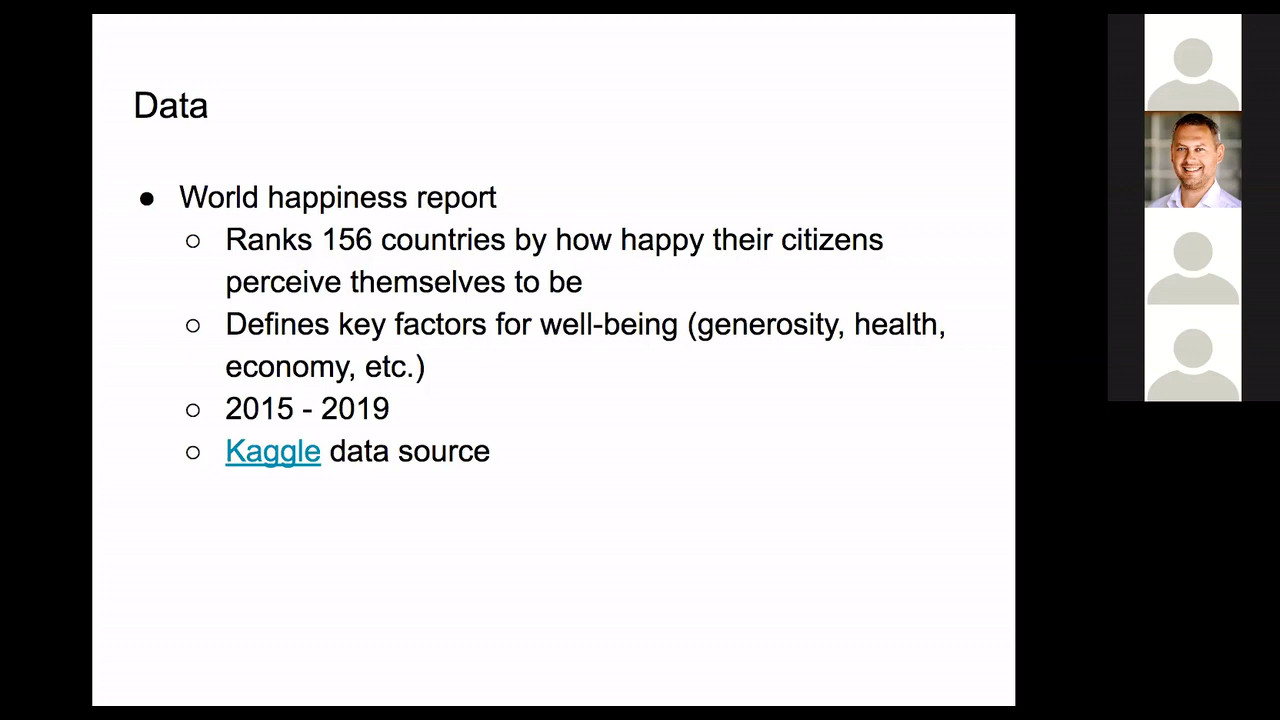 Data
● World happiness report
○ Ranks 156 countries by how happy their citizens
perceive themselves to be
○ Defines key factors for well-being (generosity, health,
economy, etc.)
○ 2015 - 2019
○ Kaggle data source